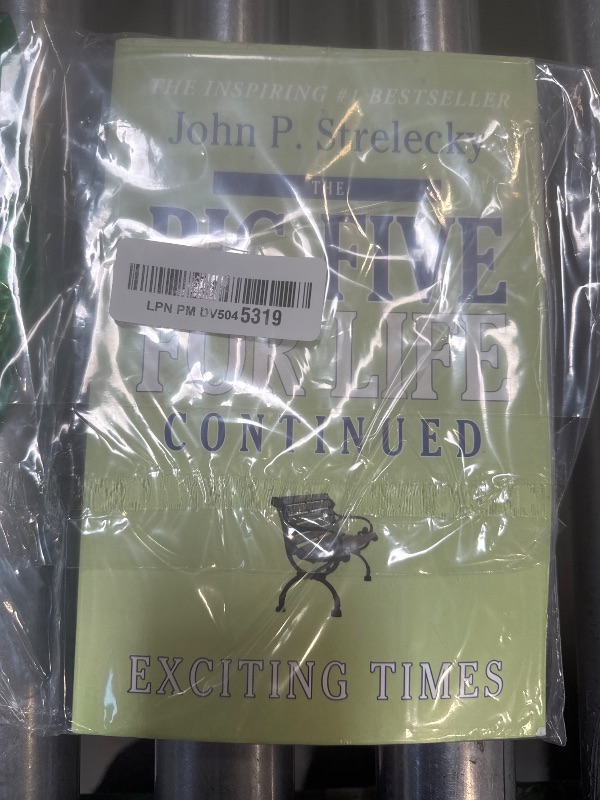 THE INSPIRING #1 BESTSELLER
John P. Strelecky
THE
BIG FIVE
LPN PM DV5045319
FOR LIFE
CONTINUED
EXCITING TIMES